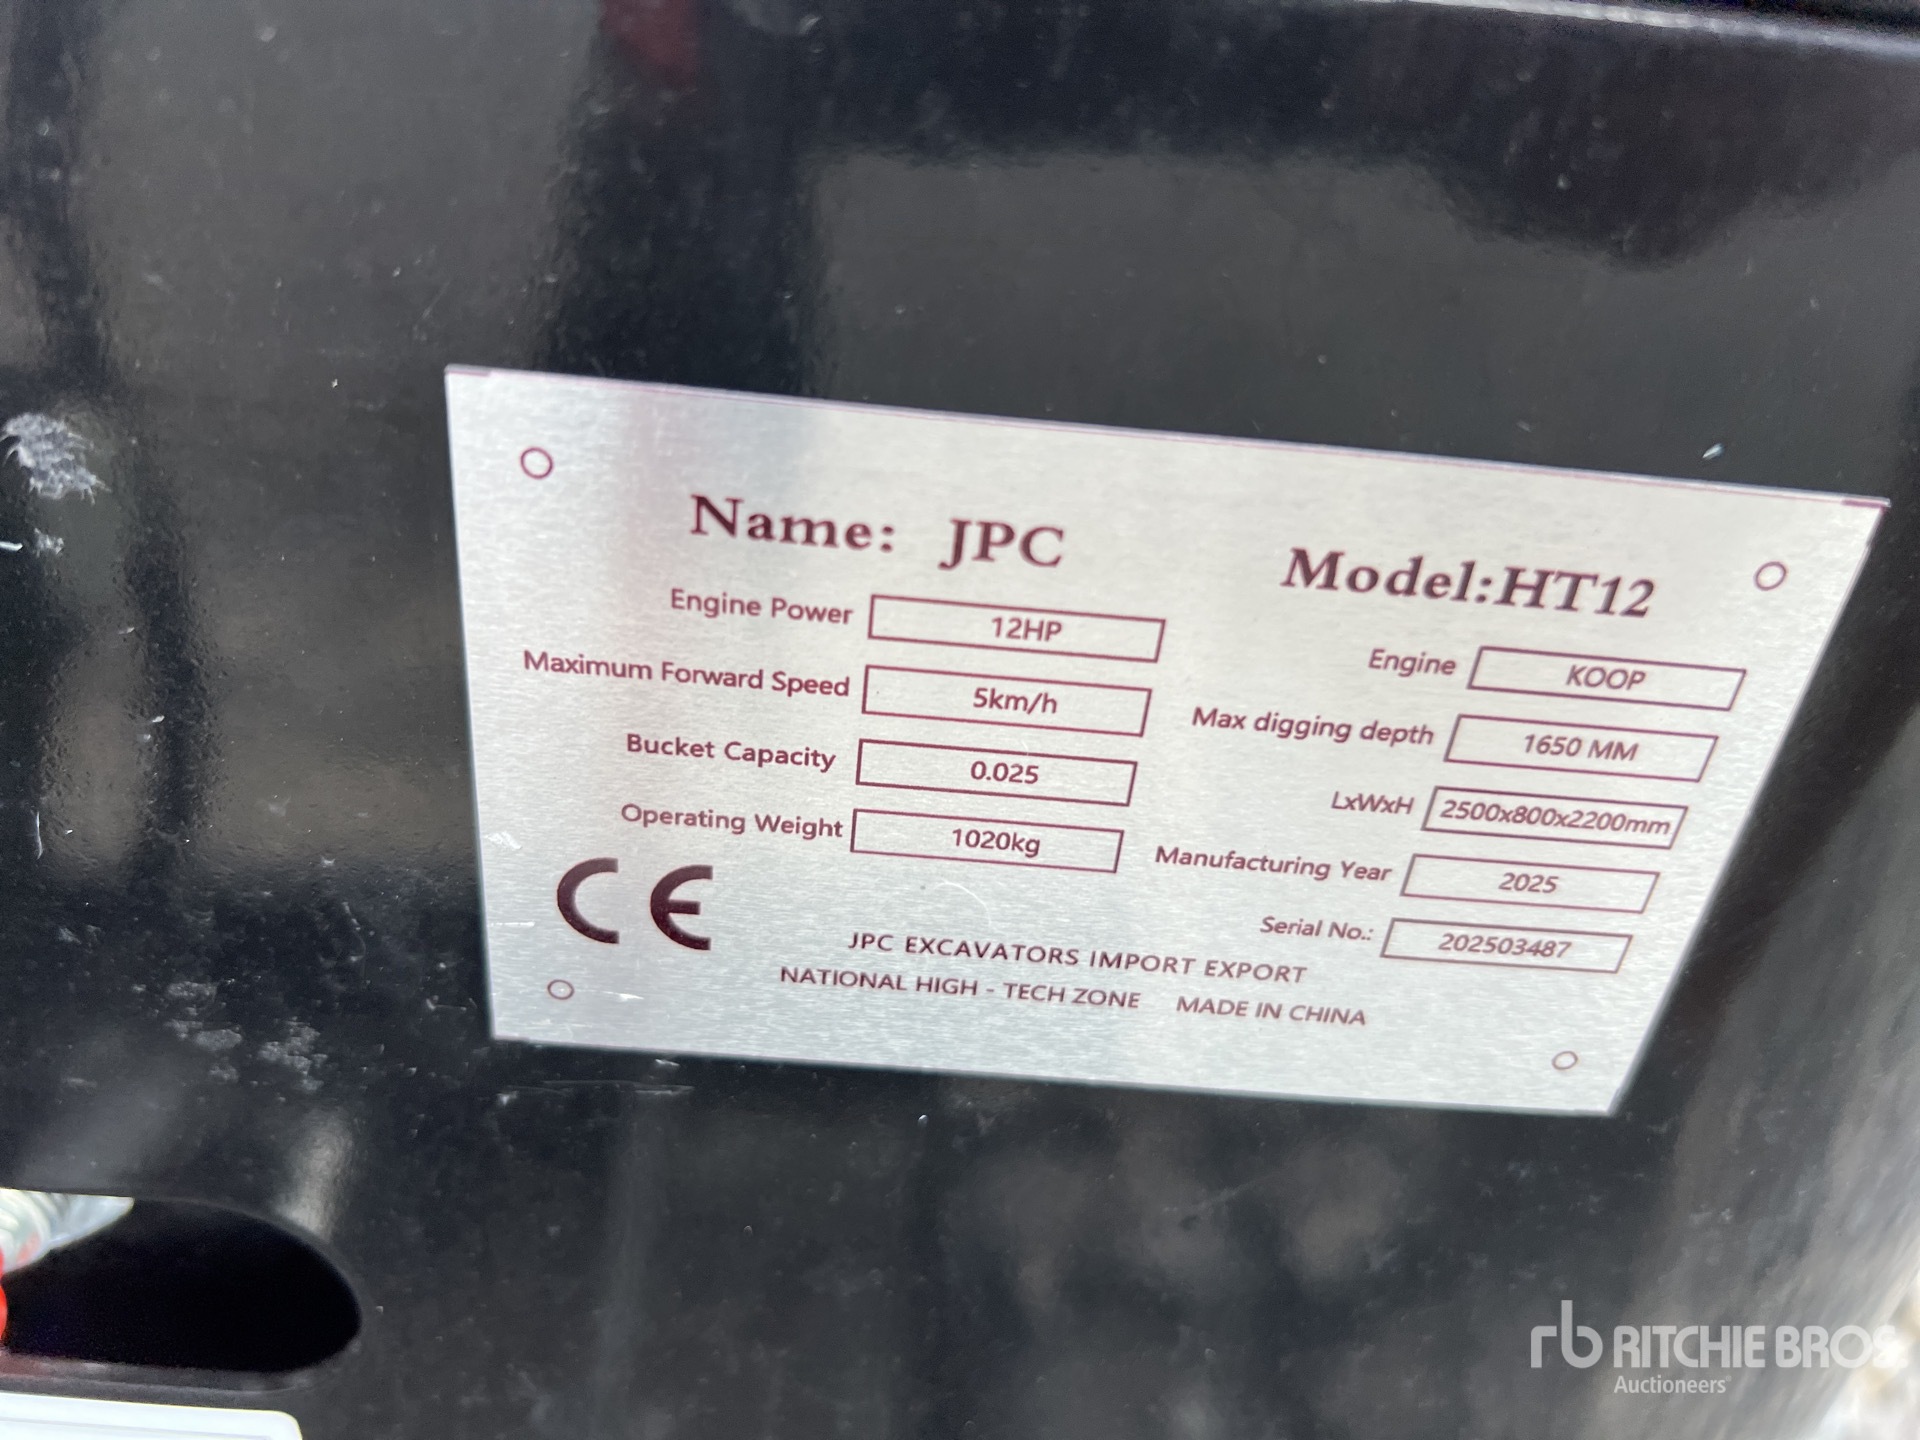 Name: JPC
Model:HT12
Engine Power 12HP
Maximum Forward Speed 5km/h
Bucket Capacity 0.025
Operating Weight 1020kg
Engine KOOP
Max digging depth 1650 MM
LxWxH 2500x800x2200mm
Manufacturing Year 2025
Serial No.: 202503487
CE
JPC EXCAVATORS IMPORT EXPORT
NATIONAL HIGH - TECH ZONE MADE IN CHINA
rb RITCHIE BROS.
Auctioneers